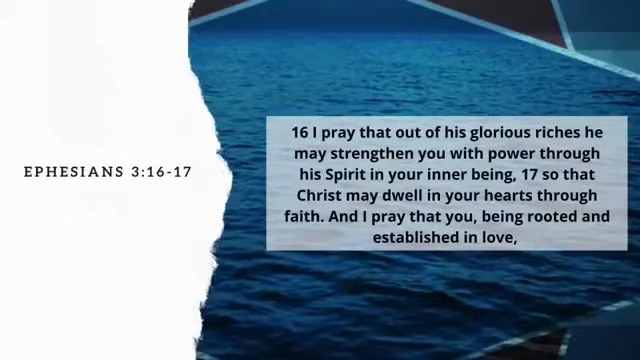 EPHESIANS 3:16-17
16 I pray that out of his glorious riches he
may strengthen you with power through
his Spirit in your inner being, 17 so that
Christ may dwell in your hearts through
faith. And I pray that you, being rooted and
established in love,